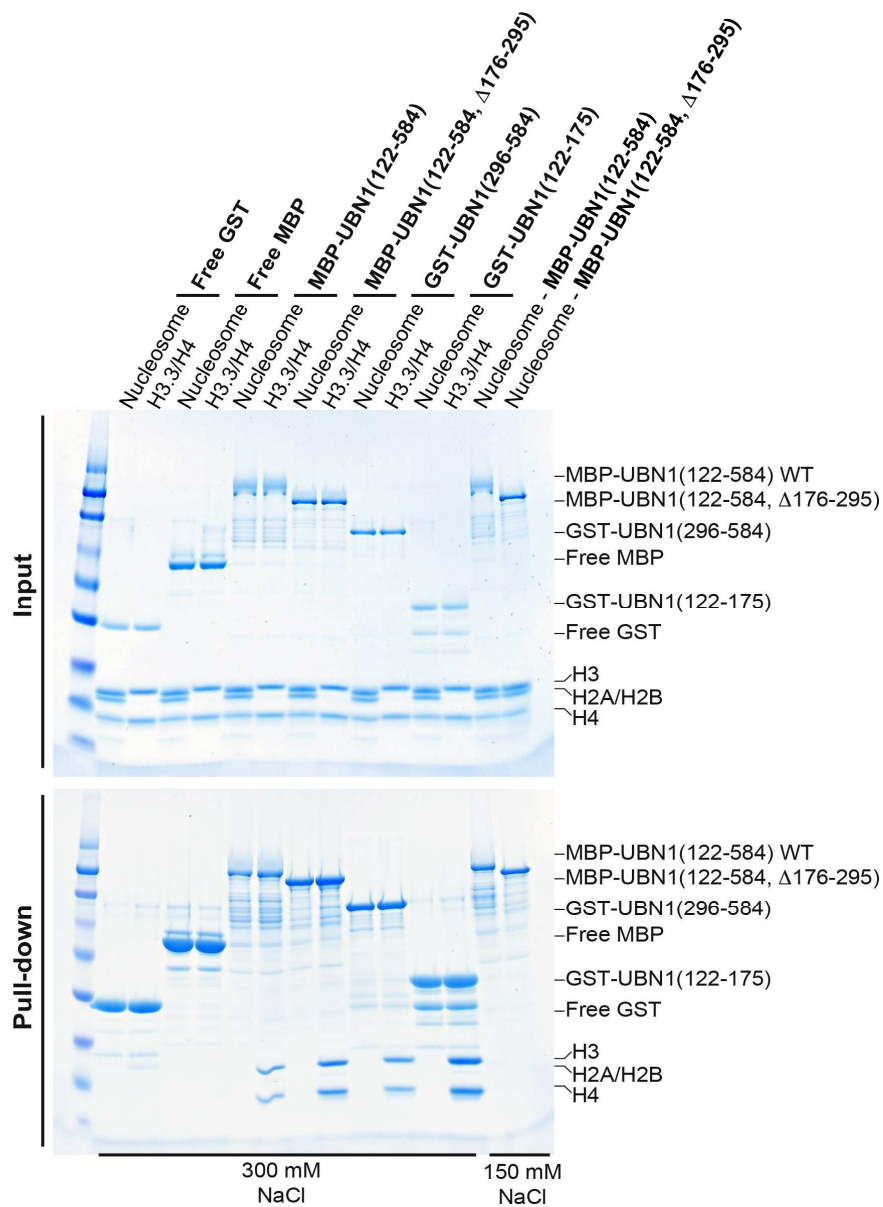 Free GST
Free MBP
MBP-UBN1(122-584)
MBP-UBN1(122-584, Δ176-295)
GST-UBN1(296-584)
GST-UBN1(122-175)
Nucleosome - MBP-UBN1(122-584)
Nucleosome - MBP-UBN1(122-584, Δ176-295)
Nucleosome
H3.3/H4
Nucleosome
H3.3/H4
Nucleosome
H3.3/H4
Nucleosome
H3.3/H4
Nucleosome
H3.3/H4
Nucleosome
H3.3/H4
Input
MBP-UBN1(122-584) WT
MBP-UBN1(122-584, Δ176-295)
GST-UBN1(296-584)
Free MBP
GST-UBN1(122-175)
Free GST
H3
H2A/H2B
H4
Pull-down
MBP-UBN1(122-584) WT
MBP-UBN1(122-584, Δ176-295)
GST-UBN1(296-584)
Free MBP
GST-UBN1(122-175)
Free GST
H3
H2A/H2B
H4
300 mM
NaCl
150 mM
NaCl